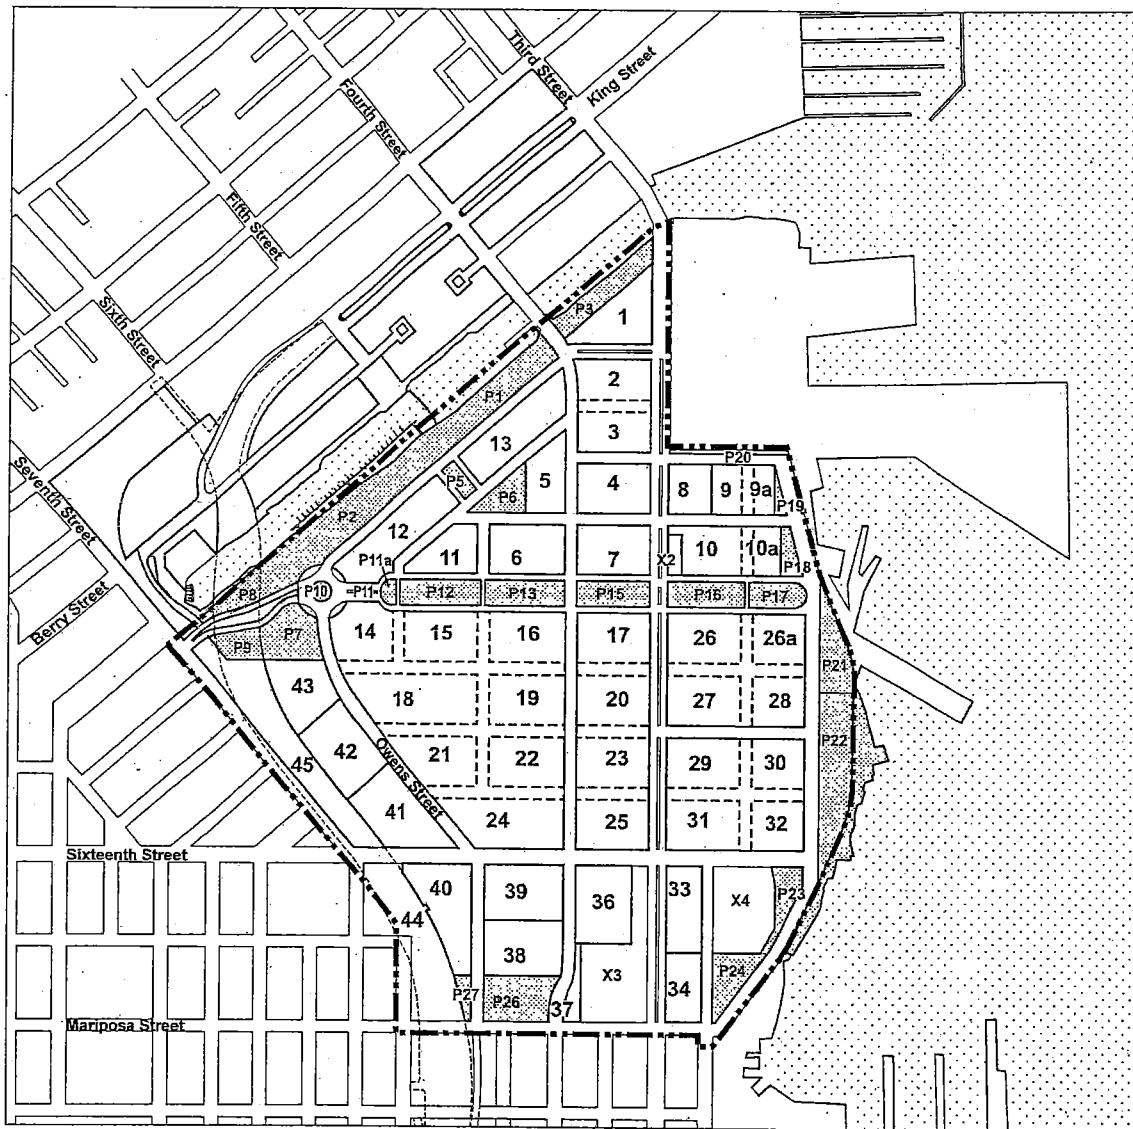 Third Street
King Street
Fourth Street
Fifth Street
Sixth Street
Seventh Street
Berry Street
P3
1
2
P1
3
13
P20
P5
P6
5
4
8
9
9a
P19
P2
12
11
6
7
X2
10
10a
P18
P11a
P8
P10
P11
P12
P13
P15
P16
P17
P9
P7
14
15
16
17
26
26a
P21
43
18
19
20
27
28
P22
42
Owens Street
45
21
22
23
29
30
41
24
25
31
32
Sixteenth Street
40
39
36
33
X4
P23
44
38
X3
P24
34
P27
P26
37
Mariposa Street